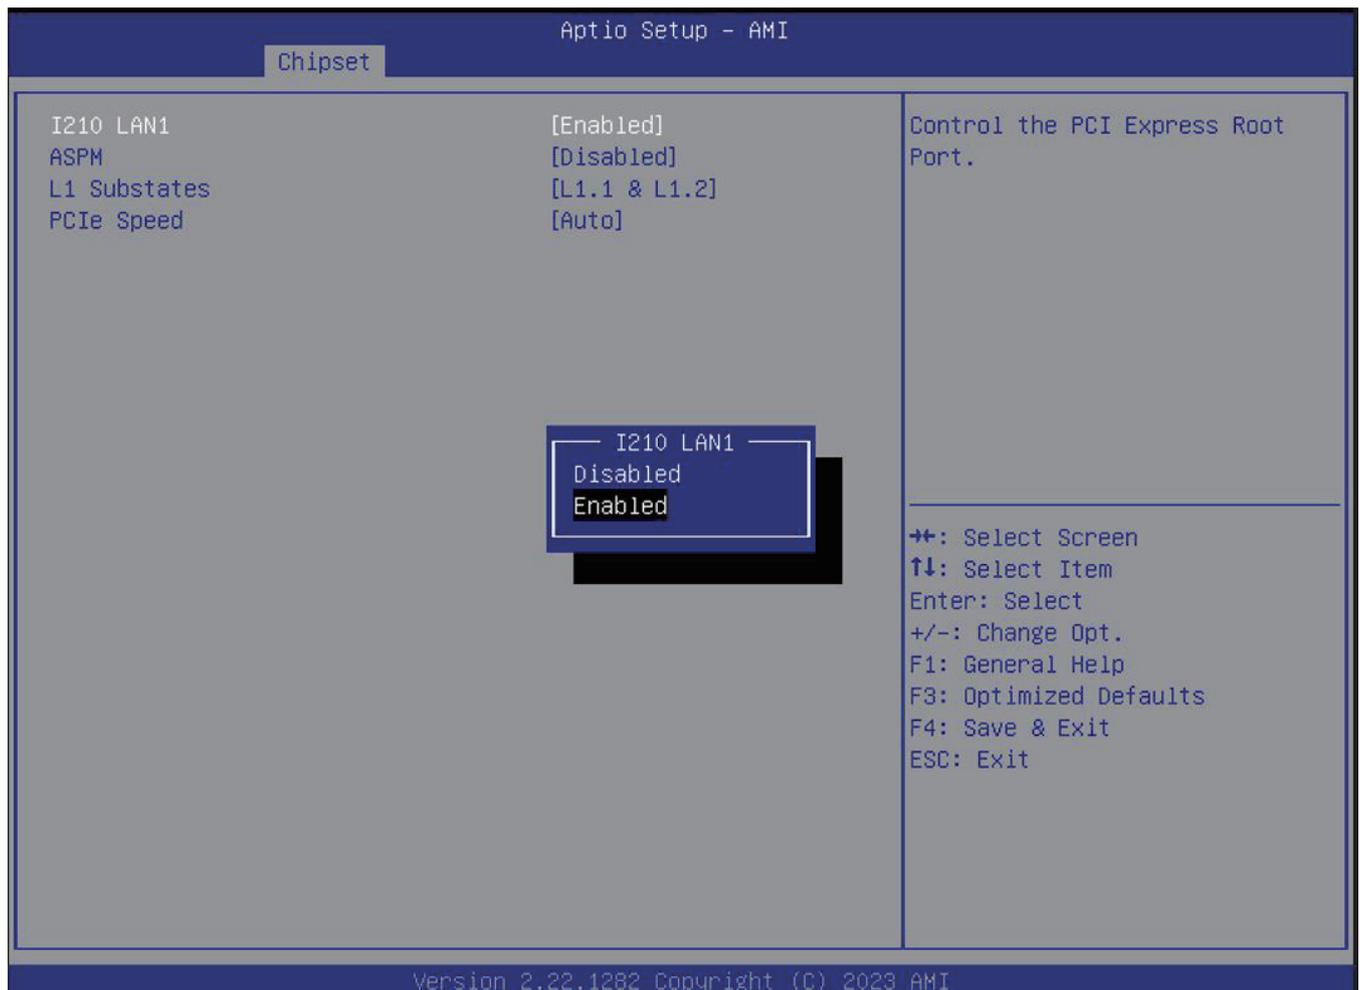 Aptio Setup – AMI
Chipset
I210 LAN1 [Enabled]
ASPM [Disabled]
L1 Substates [L1.1 & L1.2]
PCIe Speed [Auto]
Control the PCI Express Root
Port.
I210 LAN1
Disabled
Enabled
→←: Select Screen
↑↓: Select Item
Enter: Select
+/-: Change Opt.
F1: General Help
F3: Optimized Defaults
F4: Save & Exit
ESC: Exit
Version 2.22.1282 Copyright (C) 2023 AMI